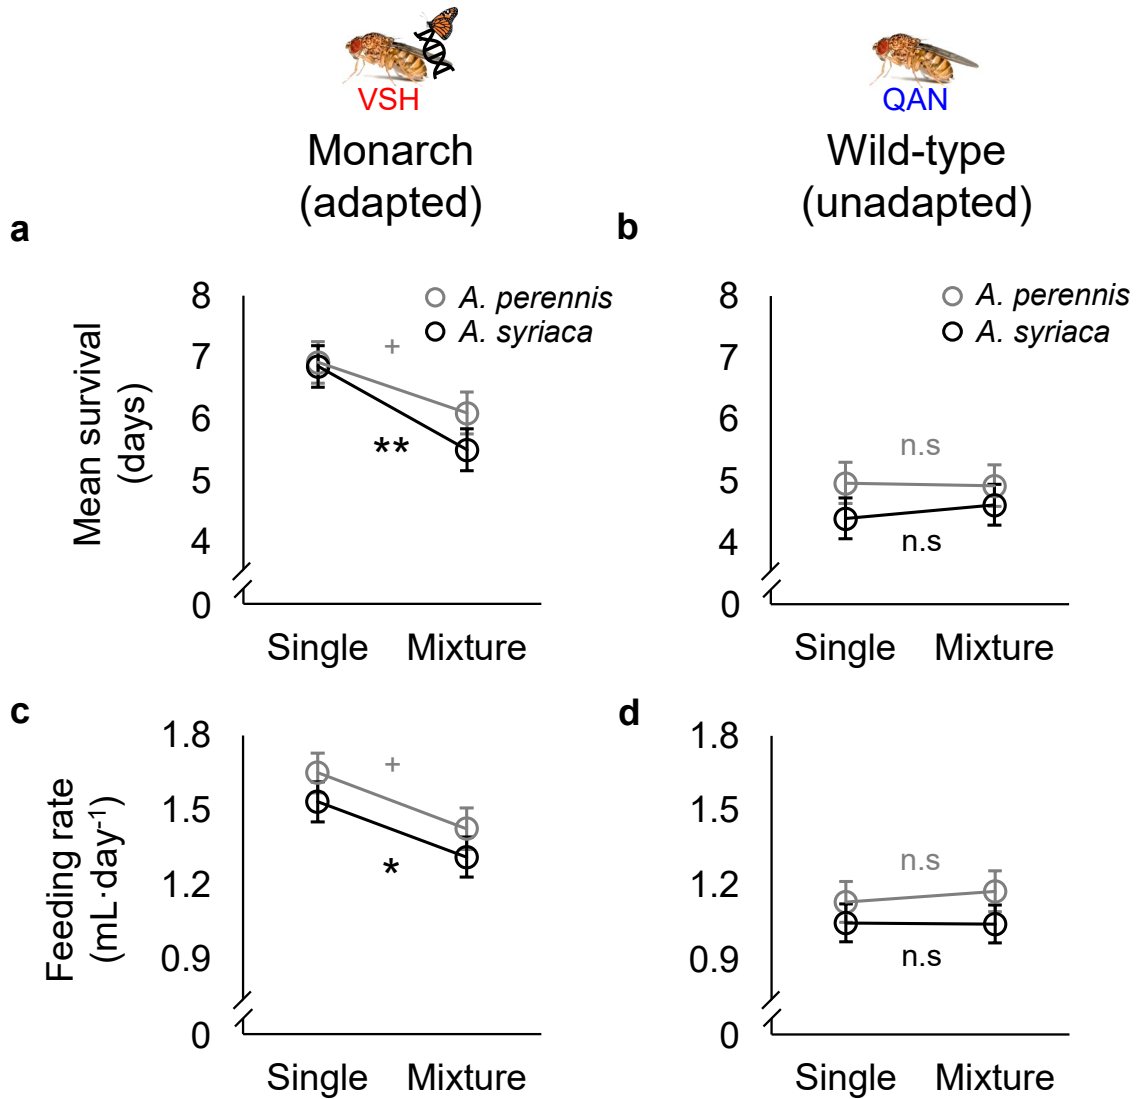 VSH
Monarch
(adapted)
QAN
Wild-type
(unadapted)
a
Mean survival
(days)
8
7
6
5
4
0
A. perennis
A. syriaca
+
**
Single Mixture
b
8
7
6
5
4
0
A. perennis
A. syriaca
n.s
n.s
Single Mixture
c
Feeding rate
(mL·day⁻¹)
1.8
1.5
1.2
0.9
0
+
*
Single Mixture
d
1.8
1.5
1.2
0.9
0
n.s
n.s
Single Mixture